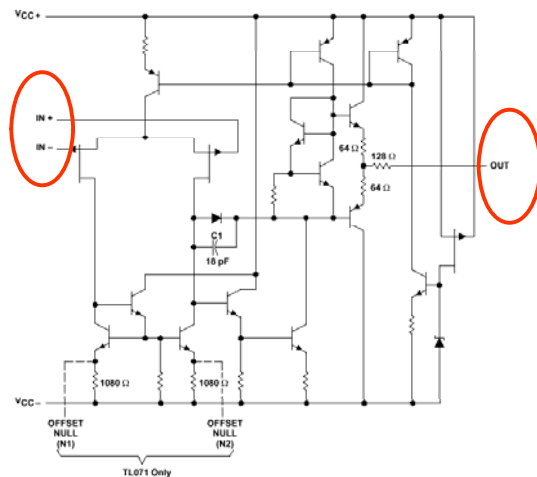 VCC+
IN +
IN −
64 Ω
128 Ω
OUT
64 Ω
C1
18 pF
1080 Ω
1080 Ω
VCC−
OFFSET
NULL
(N1)
OFFSET
NULL
(N2)
TL071 Only